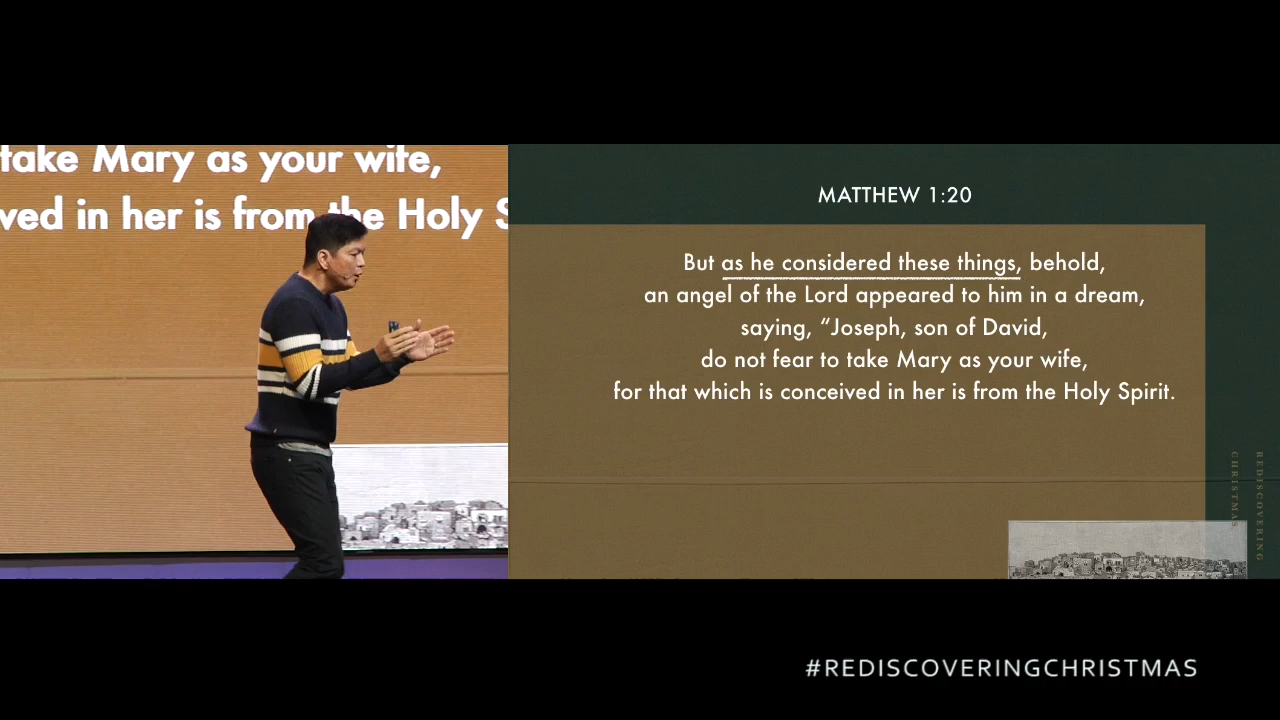 take Mary as your wife,
ved in her is from the Holy S
MATTHEW 1:20
But as he considered these things, behold,
an angel of the Lord appeared to him in a dream,
saying, “Joseph, son of David,
do not fear to take Mary as your wife,
for that which is conceived in her is from the Holy Spirit.
REDISCOVERING
CHRISTMAS
#REDISCOVERINGCHRISTMAS